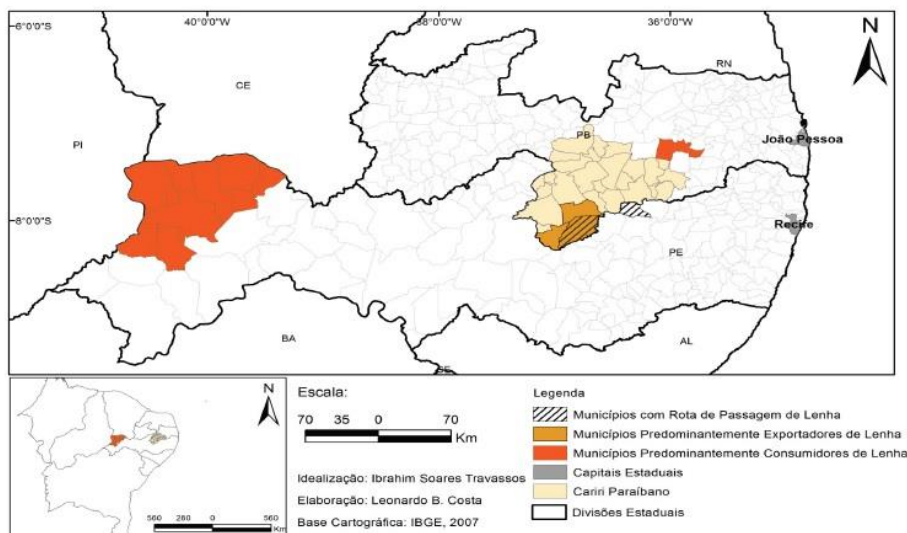 40°0'0"W
38°0'0"W
36°0'0"W
6°0'0"S
N
CE
RN
PI
PB
João Pessoa
8°0'0"S
Recife
PE
BA
AL
SE
N
560 280 0 560
Km
Escala:
70 35 0 70
Km
Idealização: Ibrahim Soares Travassos
Elaboração: Leonardo B. Costa
Base Cartográfica: IBGE, 2007
Legenda
Municípios com Rota de Passagem de Lenha
Municípios Predominantemente Exportadores de Lenha
Municípios Predominantemente Consumidores de Lenha
Capitais Estaduais
Cariri Paraíbano
Divisões Estaduais